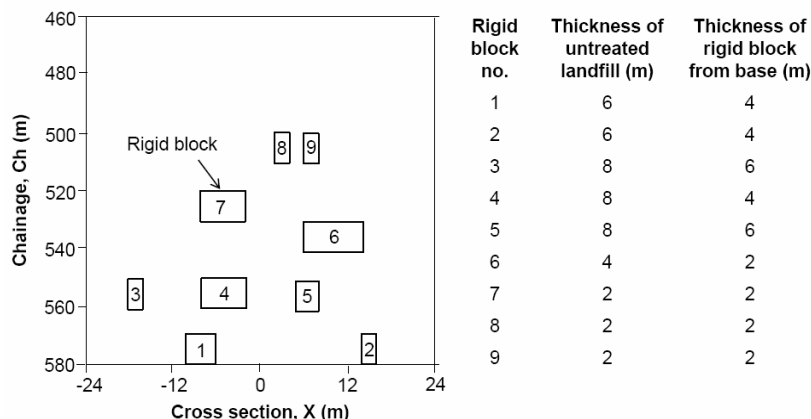 460
480
500
520
540
560
580
Chainage, Ch (m)
-24
-12
0
12
24
Cross section, X (m)
Rigid block
8
9
7
6
3
4
5
1
2
Rigid block no. Thickness of untreated landfill (m) Thickness of rigid block from base (m)
1 6 4
2 6 4
3 8 6
4 8 4
5 8 6
6 4 2
7 2 2
8 2 2
9 2 2